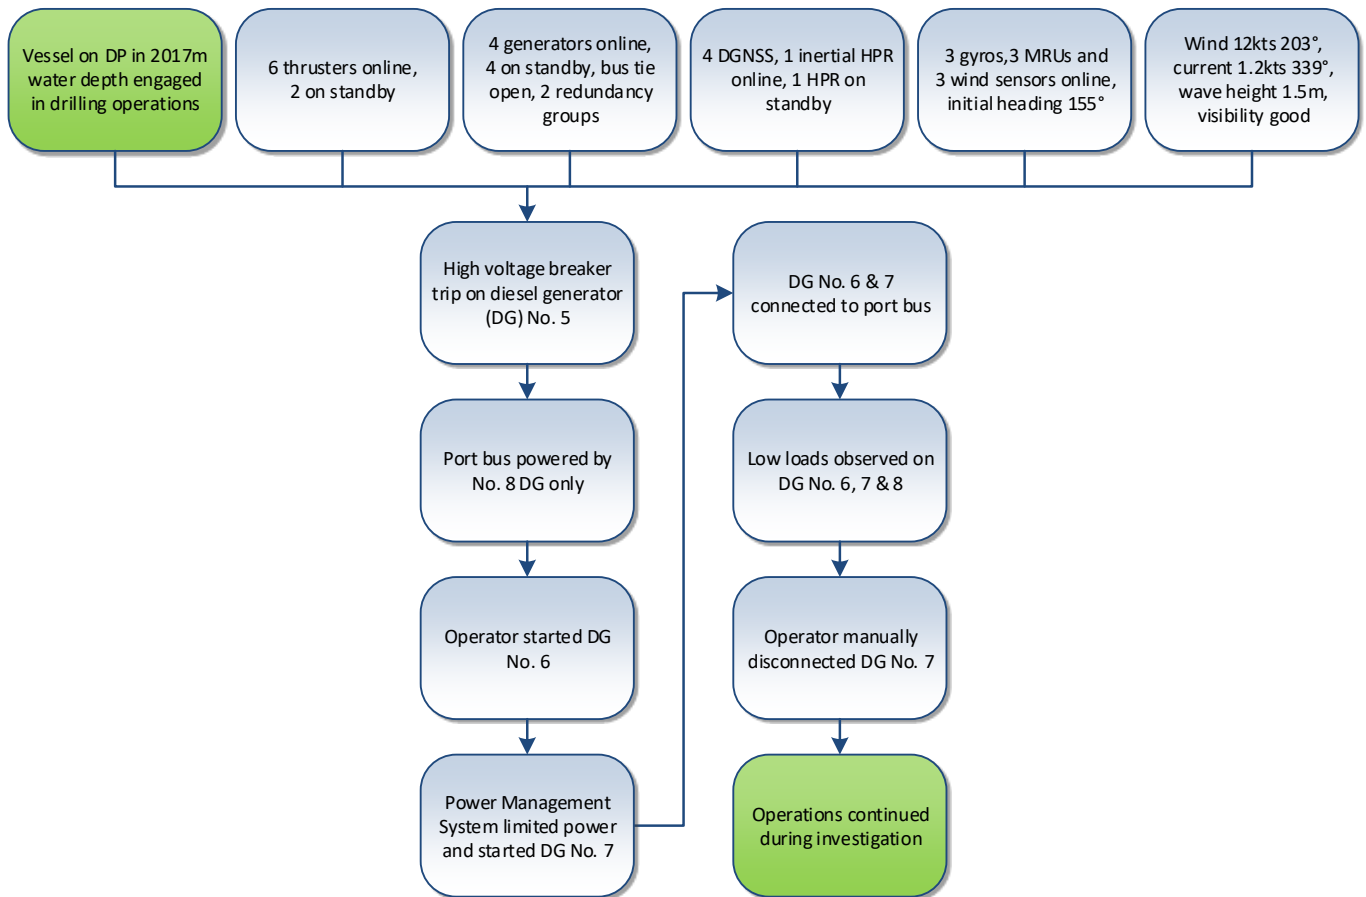 Vessel on DP in 2017m
water depth engaged
in drilling operations
6 thrusters online,
2 on standby
4 generators online,
4 on standby, bus tie
open, 2 redundancy
groups
4 DGNSS, 1 inertial HPR
online, 1 HPR on
standby
3 gyros,3 MRUs and
3 wind sensors online,
initial heading 155°
Wind 12kts 203°,
current 1.2kts 339°,
wave height 1.5m,
visibility good
High voltage breaker
trip on diesel generator
(DG) No. 5
Port bus powered by
No. 8 DG only
Operator started DG
No. 6
Power Management
System limited power
and started DG No. 7
DG No. 6 & 7
connected to port bus
Low loads observed on
DG No. 6, 7 & 8
Operator manually
disconnected DG No. 7
Operations continued
during investigation